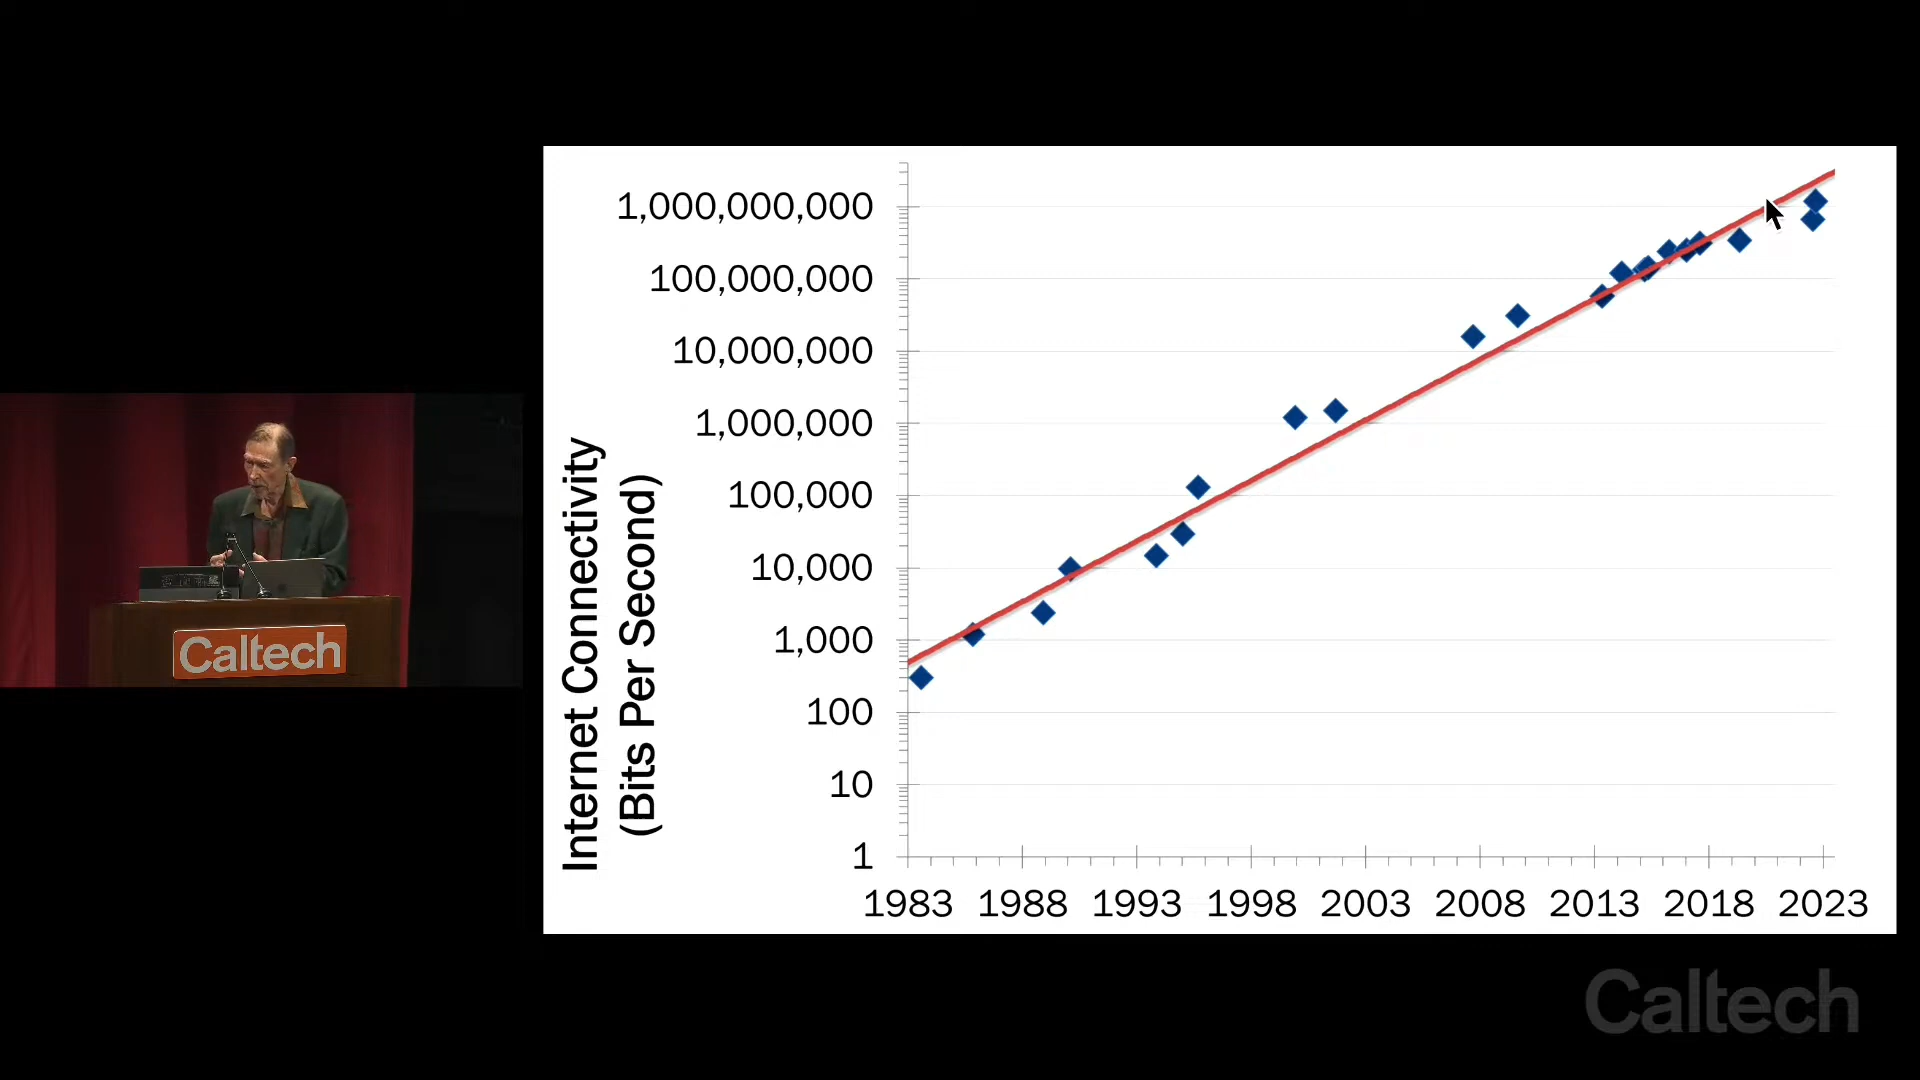 Internet Connectivity
(Bits Per Second)
1,000,000,000
100,000,000
10,000,000
1,000,000
100,000
10,000
1,000
100
10
1
1983 1988 1993 1998 2003 2008 2013 2018 2023
Caltech
Caltech